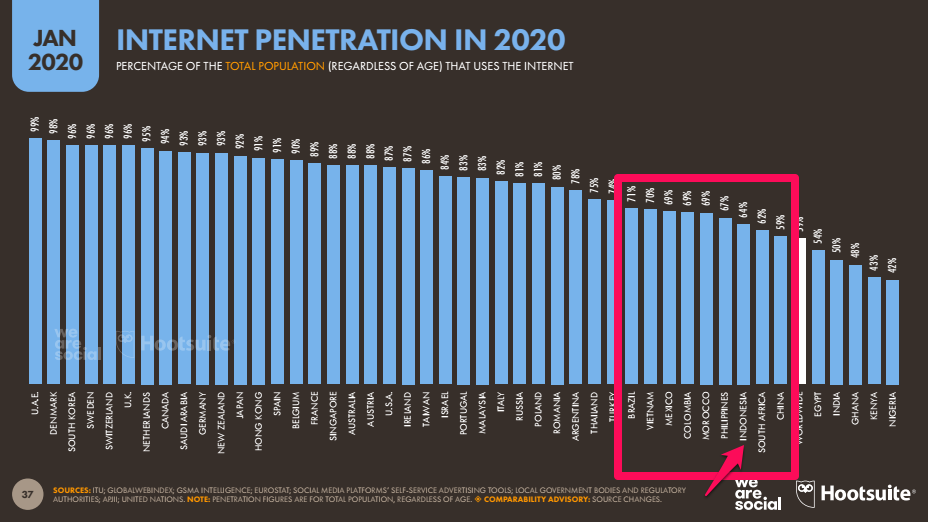 JAN
2020
INTERNET PENETRATION IN 2020
PERCENTAGE OF THE TOTAL POPULATION (REGARDLESS OF AGE) THAT USES THE INTERNET
99% 98% 96% 96% 96% 96% 95% 94% 93% 93% 93% 92% 91% 91% 90% 89% 88% 88% 88% 87% 87% 86% 84% 83% 83% 82% 81% 81% 80% 78% 75% 74% 71% 70% 69% 69% 69% 67% 64% 62% 59% 59% 54% 50% 48% 43% 42%
we
are
social
Hootsuite
U.A.E.
DENMARK
SOUTH KOREA
SWEDEN
SWITZERLAND
U.K.
NETHERLANDS
CANADA
SAUDI ARABIA
GERMANY
NEW ZEALAND
JAPAN
HONG KONG
SPAIN
BELGIUM
FRANCE
SINGAPORE
AUSTRALIA
AUSTRIA
U.S.A.
IRELAND
TAIWAN
ISRAEL
PORTUGAL
MALAYSIA
ITALY
RUSSIA
POLAND
ROMANIA
ARGENTINA
THAILAND
TURKEY
BRAZIL
VIETNAM
MEXICO
COLOMBIA
MOROCCO
PHILIPPINES
INDONESIA
SOUTH AFRICA
CHINA
WORLDWIDE
EGYPT
INDIA
GHANA
KENYA
NIGERIA
37
SOURCES: ITU; GLOBALWEBINDEX; GSMA INTELLIGENCE; EUROSTAT; SOCIAL MEDIA PLATFORMS' SELF-SERVICE ADVERTISING TOOLS; LOCAL GOVERNMENT BODIES AND REGULATORY
AUTHORITIES; APJII; UNITED NATIONS. NOTE: PENETRATION FIGURES ARE FOR TOTAL POPULATION, REGARDLESS OF AGE. COMPARABILITY ADVISORY: SOURCE CHANGES.
we
are
social
Hootsuite®